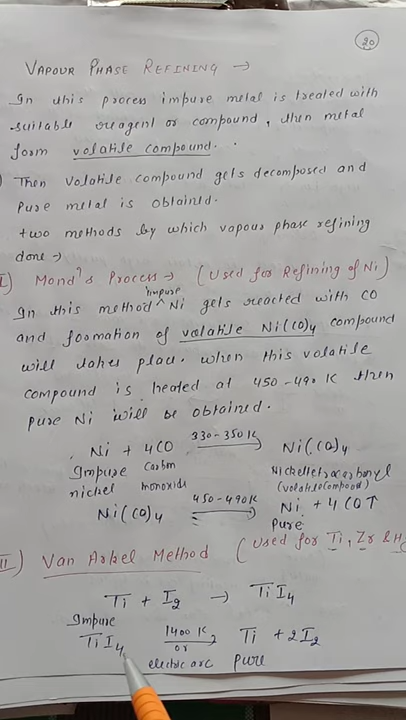 20
VAPOUR PHASE REFINING →
In this process impure metal is treated with
suitable reagent or compound, then metal
form volatile compound.
Then volatile compound gets decomposed and
Pure metal is obtained.
two methods by which vapour phase refining
done →
I) Mond's Process → (Used for Refining of Ni)
In this method impure Ni gets reacted with CO
and formation of volatile Ni(CO)4 compound
will takes place. when this volatile
compound is heated at 450-490 K then
pure Ni will be obtained.
Ni + 4CO 330-350K → Ni(CO)4
Impure Carbon Nickeltetracarbonyl
nickel monoxide (volatile compound)
Ni(CO)4 450-490K ⇌ Ni + 4CO↑
Pure
II) Van Arkel Method (Used for Ti, Zr & H
Ti + I2 → TiI4
Impure
TiI4 1400 K or Ti + 2I2
electric arc pure